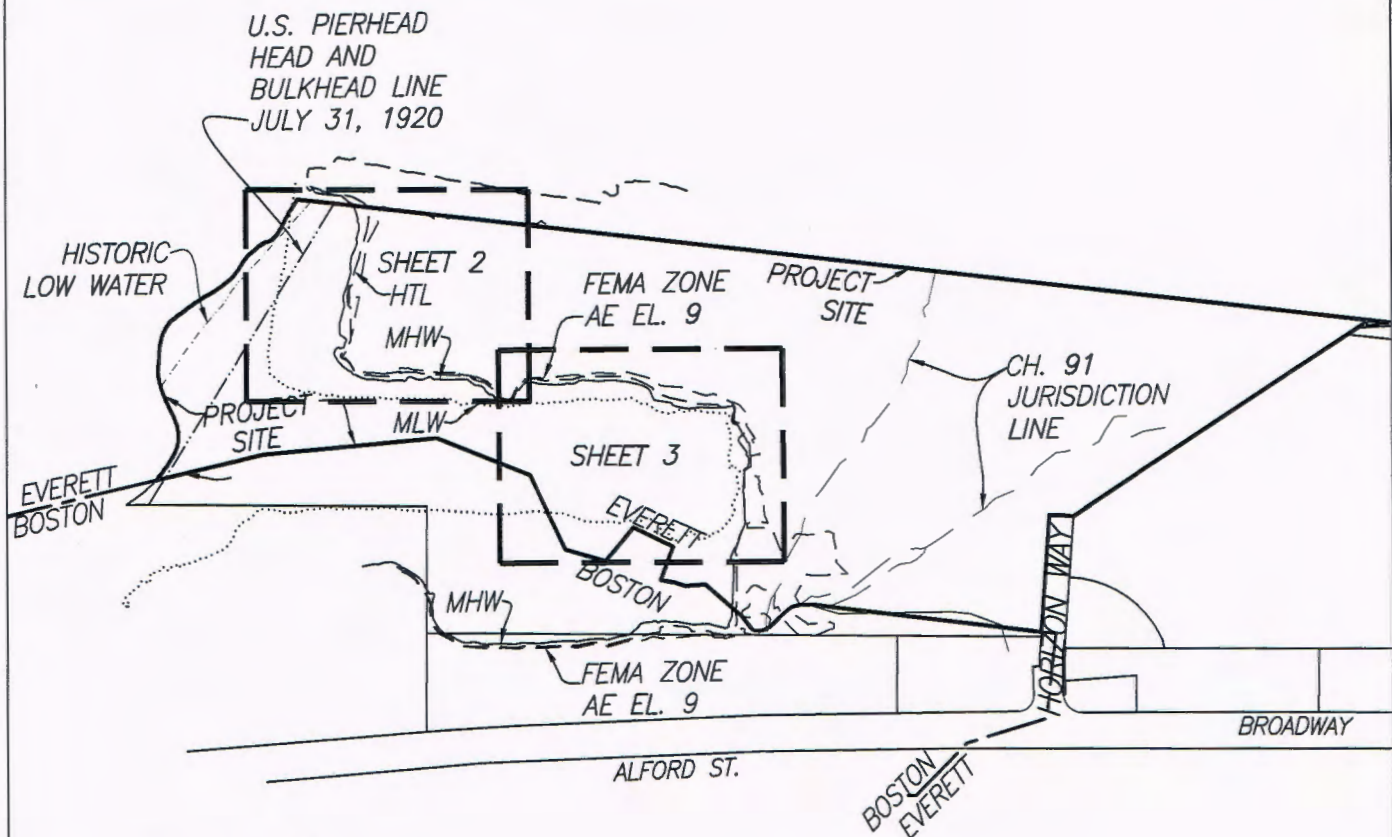 U.S. PIERHEAD
HEAD AND
BULKHEAD LINE
JULY 31, 1920
HISTORIC
LOW WATER
SHEET 2
HTL
MHW
FEMA ZONE
AE EL. 9
PROJECT
SITE
CH. 91
JURISDICTION
LINE
PROJECT
SITE
MLW
SHEET 3
EVERETT
BOSTON
EVERETT
BOSTON
MHW
FEMA ZONE
AE EL. 9
HORIZON WAY
BROADWAY
ALFORD ST.
BOSTON
EVERETT